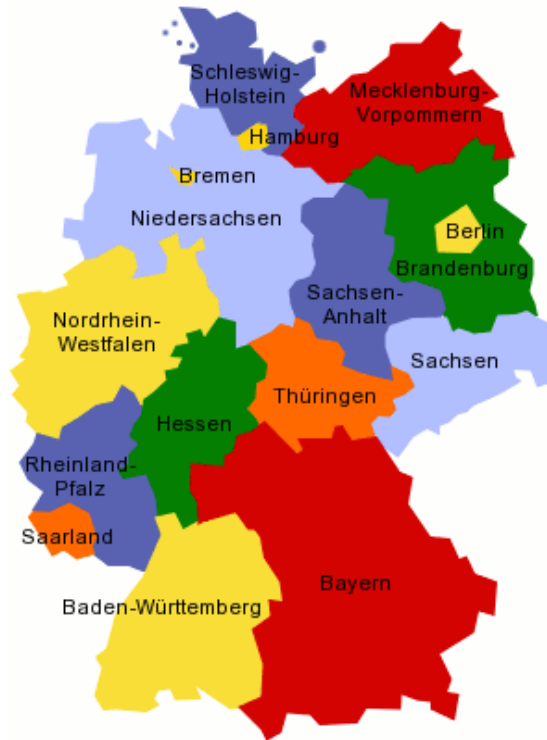 Schleswig-
Holstein
Mecklenburg-
Vorpommern
Hamburg
Bremen
Niedersachsen
Berlin
Brandenburg
Sachsen-
Anhalt
Nordrhein-
Westfalen
Sachsen
Thüringen
Hessen
Rheinland-
Pfalz
Saarland
Bayern
Baden-Württemberg